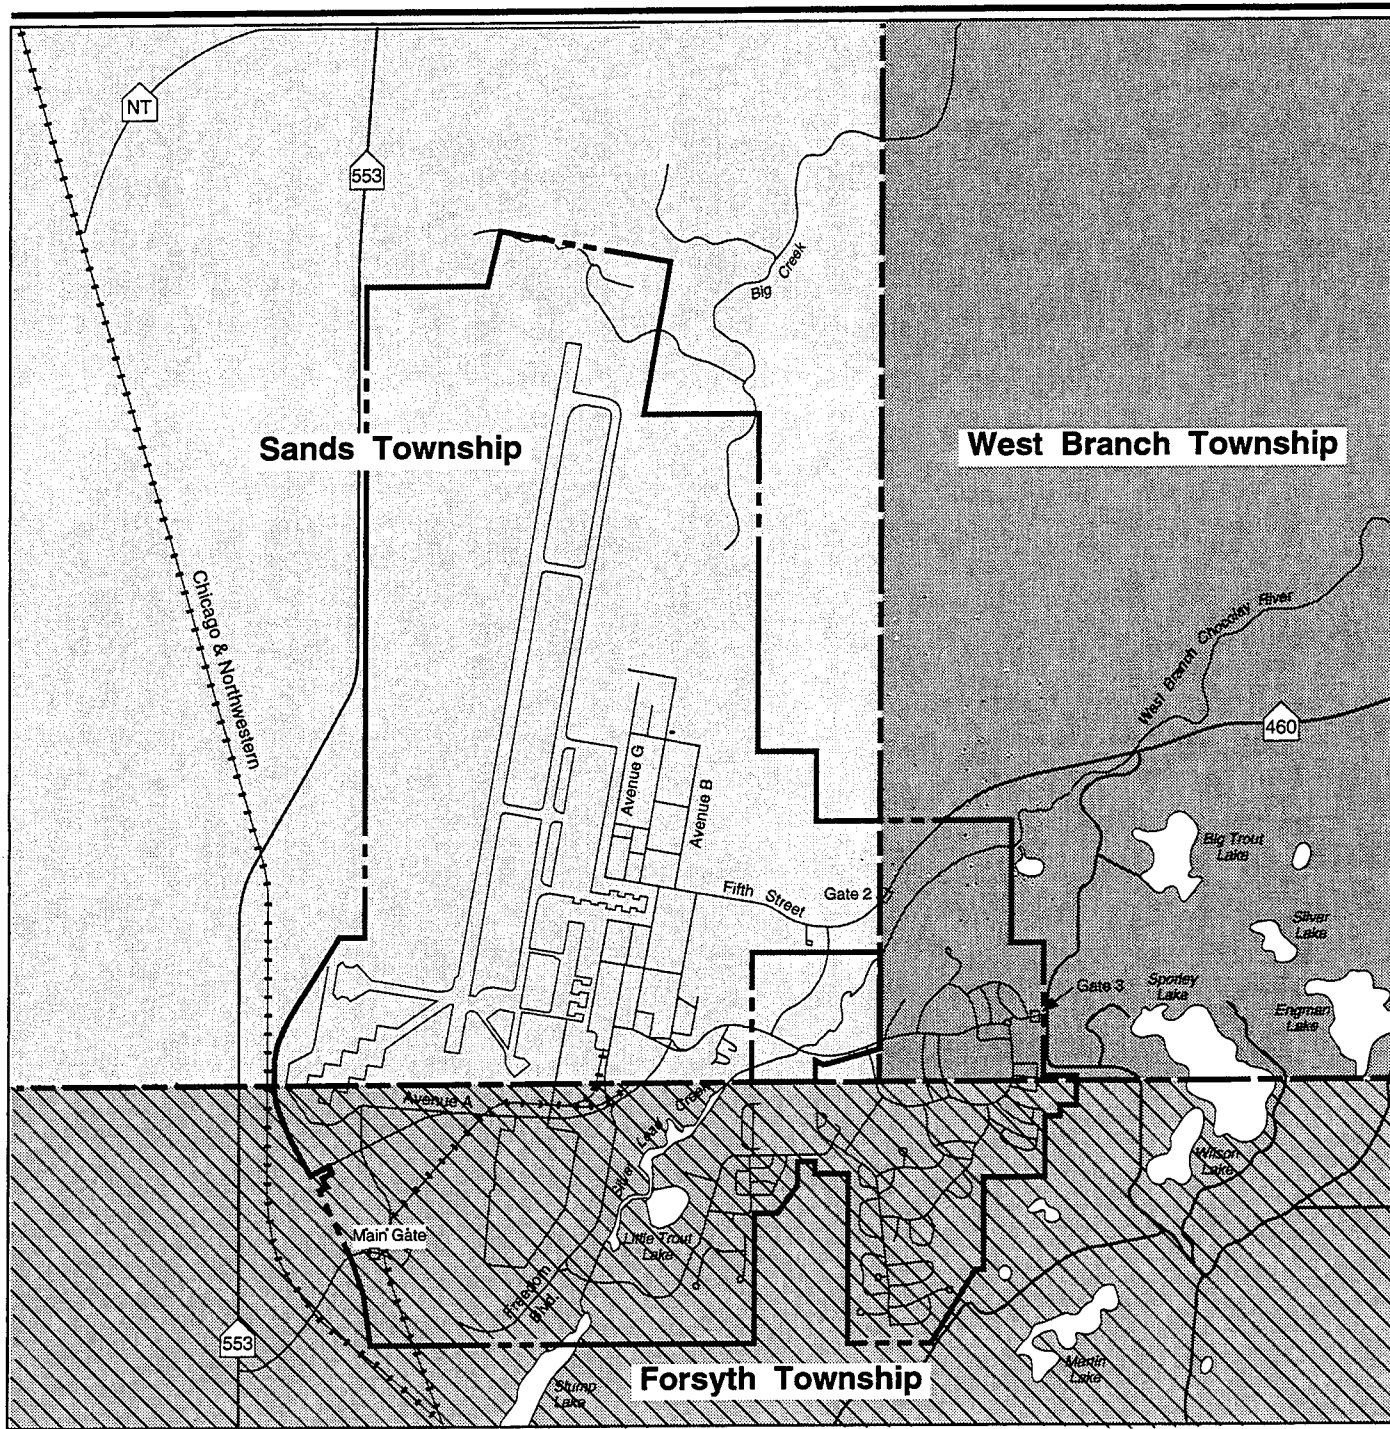 NT
553
Big Creek
Sands Township
West Branch Township
Chicago & Northwestern
West Branch Chocolay River
460
Avenue G
Avenue B
Big Trout
Lake
Fifth Street
Gate 2
Silver
Lake
Gate 3
Sporley
Lake
Engman
Lake
Avenue A
Silver Lead Creek
Wilson
Lake
Main Gate
Little Trout
Lake
Freedom
Blvd.
553
Forsyth Township
Stump
Lake
Martin
Lake